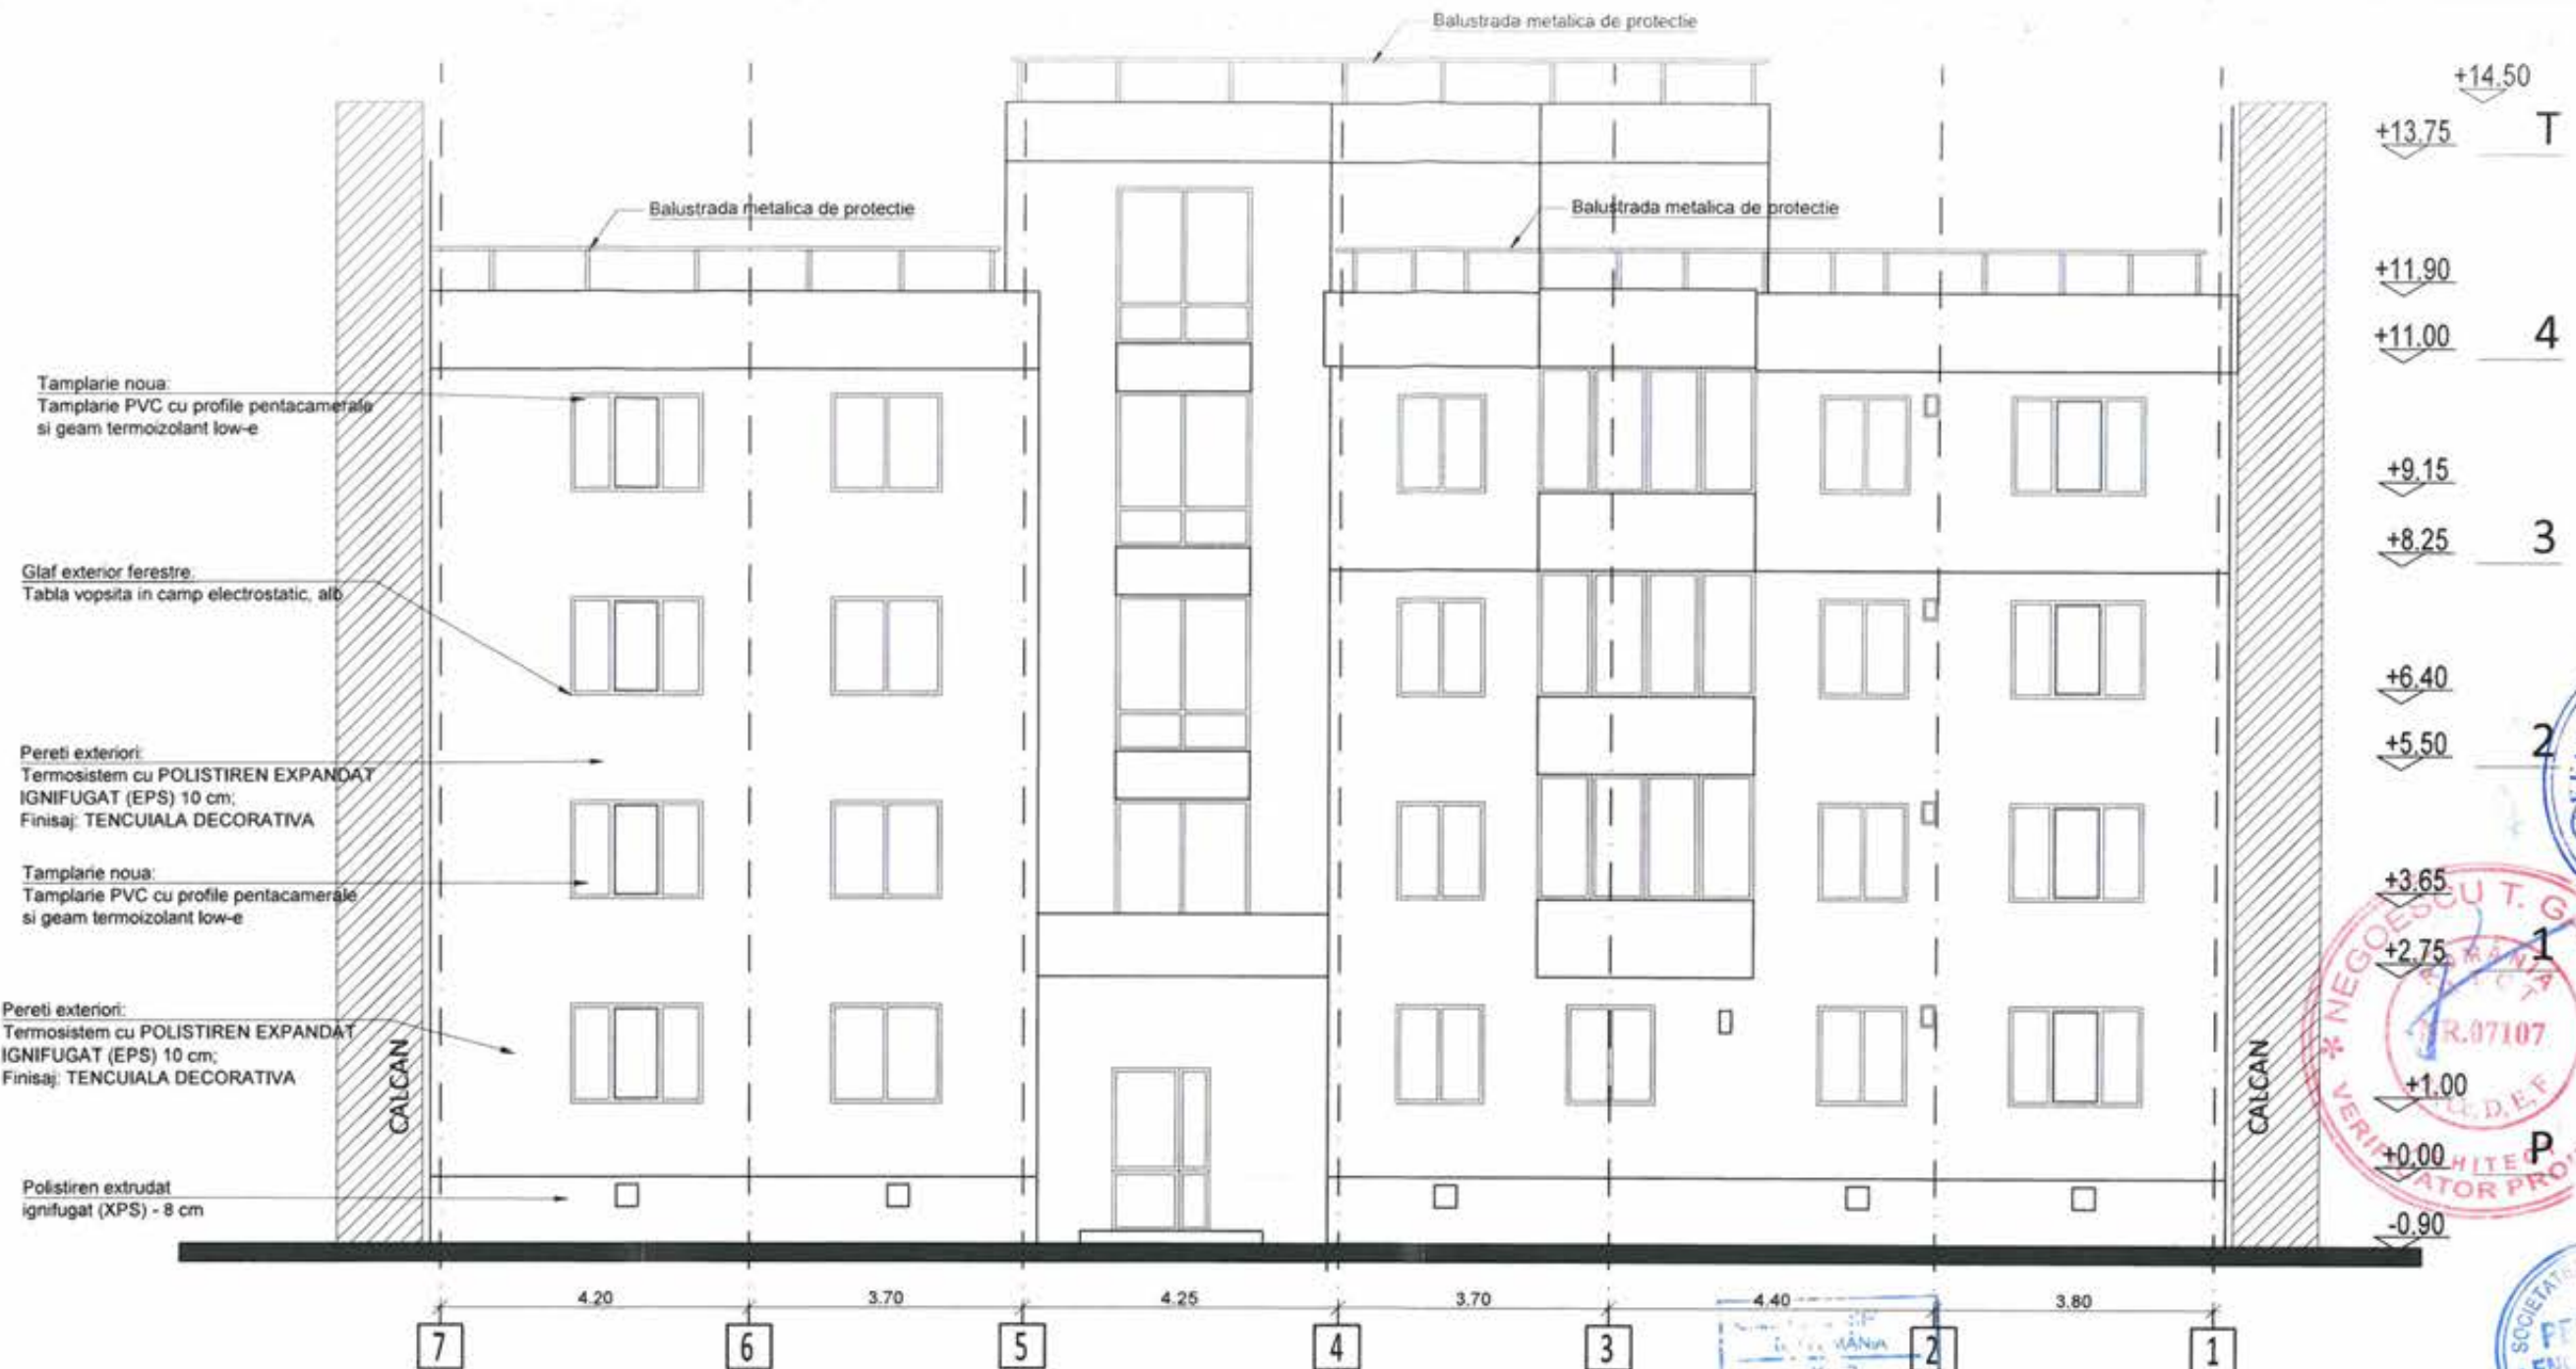 Balustrada metalica de protectie
+14.50
+13.75 T
Balustrada metalica de protectie
Balustrada metalica de protectie
+11.90
+11.00 4
Tamplarie noua:
Tamplarie PVC cu profile pentacamerale
si geam termoizolant low-e
+9.15
+8.25 3
Glaf exterior ferestre.
Tabla vopsita in camp electrostatic, alb
+6.40
+5.50 2
Pereti exteriori:
Termosistem cu POLISTIREN EXPANDAT
IGNIFUGAT (EPS) 10 cm;
Finisaj: TENCUIALA DECORATIVA
Tamplarie noua:
Tamplarie PVC cu profile pentacamerale
si geam termoizolant low-e
+3.65
+2.75 1
NEGOESCU T. G
ROMÂNIA
NR.07107
Pereti exteriori:
Termosistem cu POLISTIREN EXPANDAT
IGNIFUGAT (EPS) 10 cm;
Finisaj: TENCUIALA DECORATIVA
CALCAN
CALCAN
+1.00
D, E, F
+0,00 P
Polistiren extrudat
ignifugat (XPS) - 8 cm
-0.90
4.20 3.70 4.25 3.70 4.40 3.80
7 6 5 4 3 2 1